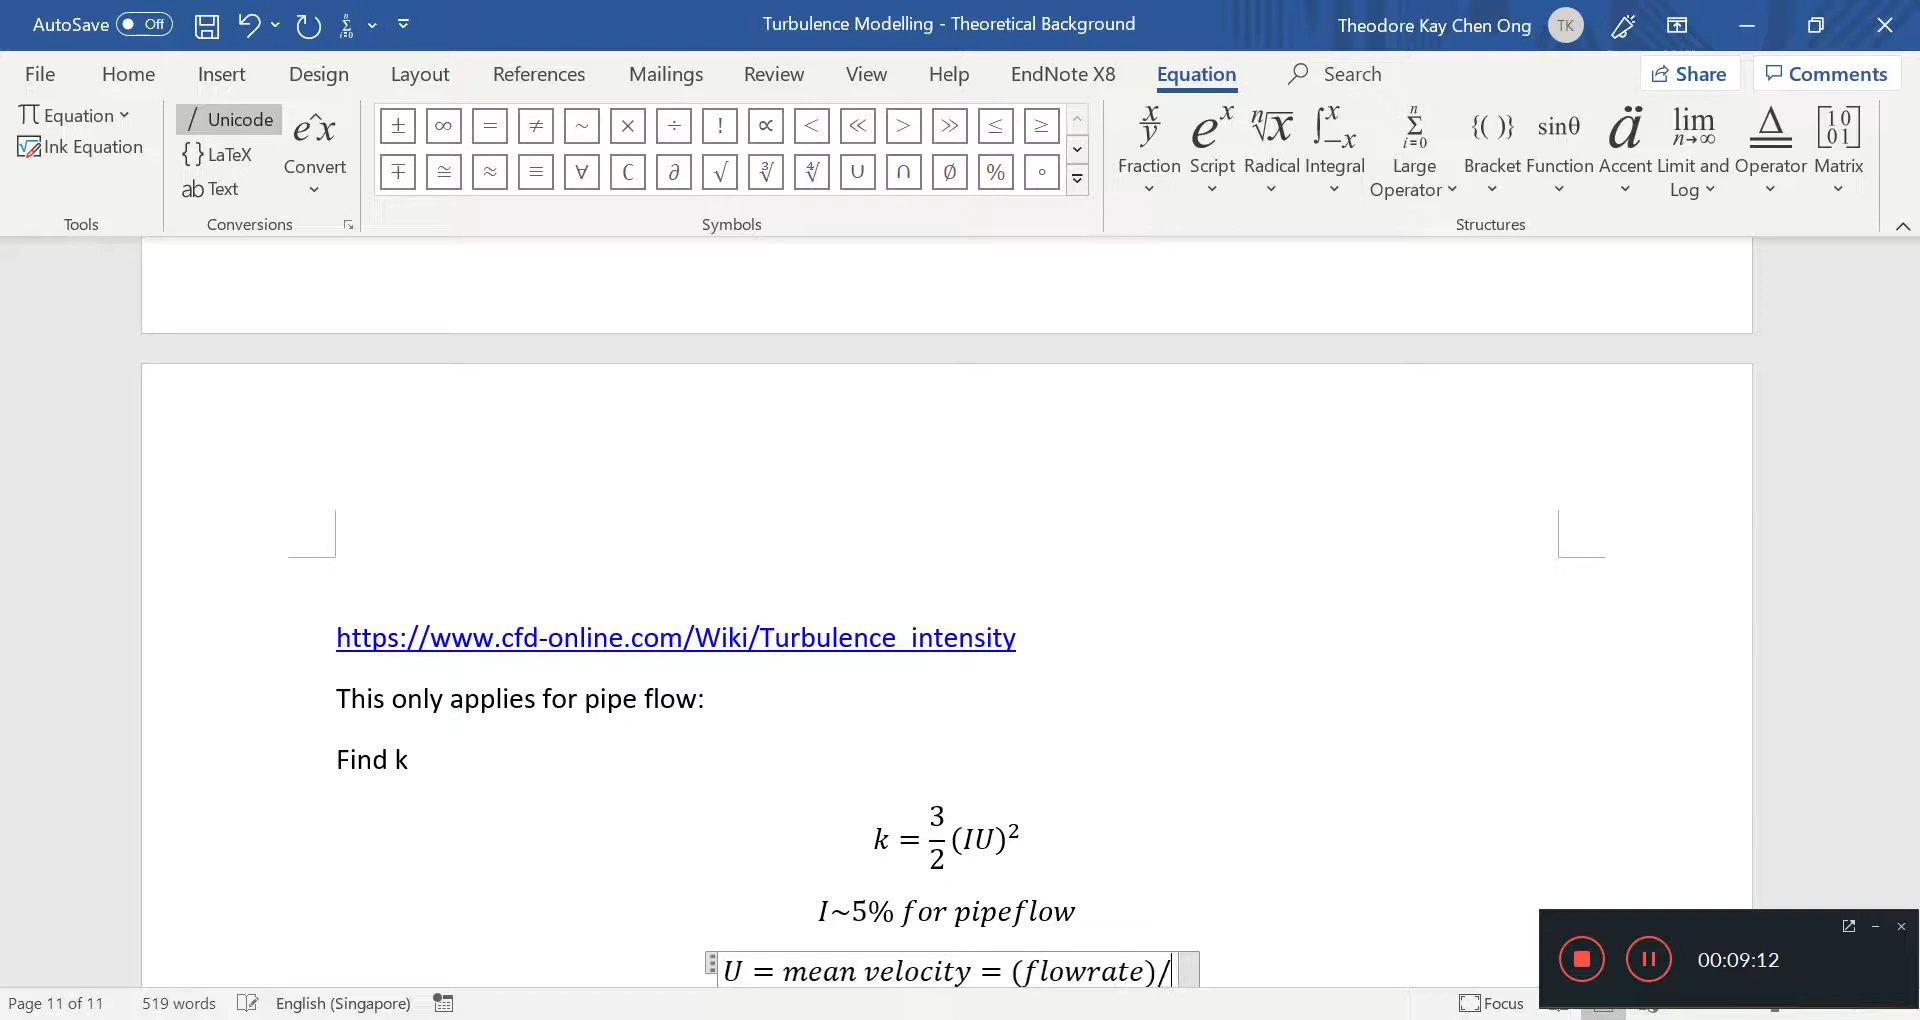 AutoSave Off
Turbulence Modelling - Theoretical Background
Theodore Kay Chen Ong TK
File Home Insert Design Layout References Mailings Review View Help EndNote X8 Equation Search Share Comments
Equation
Ink Equation
Tools
Unicode
LaTeX
ab Text
Convert
Conversions
± ∞ = ≠ ~ × ÷ ! ∝ < ≪ > ≫ ≤ ≥
∓ ≅ ≈ ≡ ∀ ∁ ∂ √ ∛ ∜ ∪ ∩ ∅ % °
Symbols
Fraction Script Radical Integral Large Operator Bracket Function Accent Limit and Log Operator Matrix
Structures
https://www.cfd-online.com/Wiki/Turbulence_intensity
This only applies for pipe flow:
Find k
k = 3/2 (IU)²
I~5% for pipeflow
U = mean velocity = (flowrate)/
00:09:12
Page 11 of 11 519 words English (Singapore) Focus